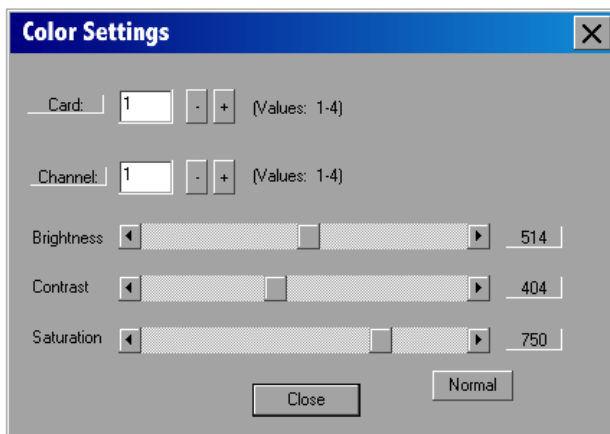 Color Settings
Card: 1 - + (Values: 1-4)
Channel: 1 - + (Values: 1-4)
Brightness 514
Contrast 404
Saturation 750
Normal
Close